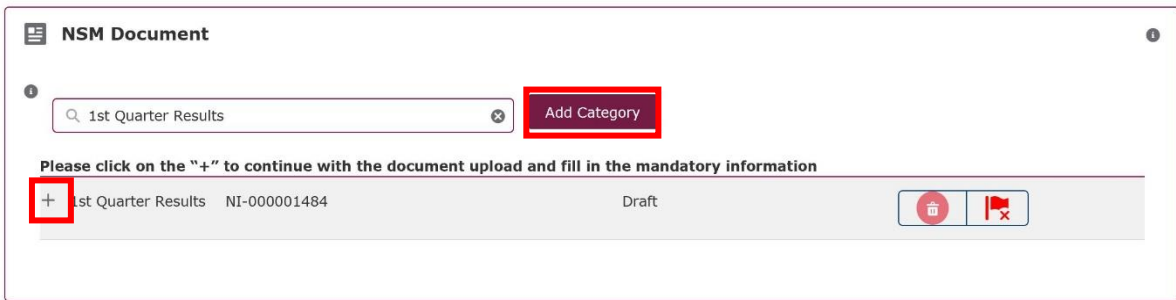 NSM Document
1st Quarter Results
Add Category
Please click on the “+” to continue with the document upload and fill in the mandatory information
+ 1st Quarter Results NI-000001484 Draft